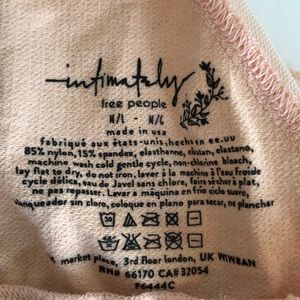 intimately
free people
M/L - M/G
made in usa
fabriqué aux états-unis, hecho en ee.uu
85% nylon, 15% spandex, elasthanne, elastano
machine wash cold gentle cycle, non-chlorine bleach,
lay flat to dry, do not iron. laver à la machine à l'eau froide
cycle délica, eau de Javel sans chlore, faire sécher à plat,
ne pas repasser. Lavar a máquina en frío ciclo suave,
blanqueador sin cloro, coloque en plano para secar, no planchar
30
market place, 3rd floor london, UK W1W8AN
RN# 66170 CA# 32054
F6444C